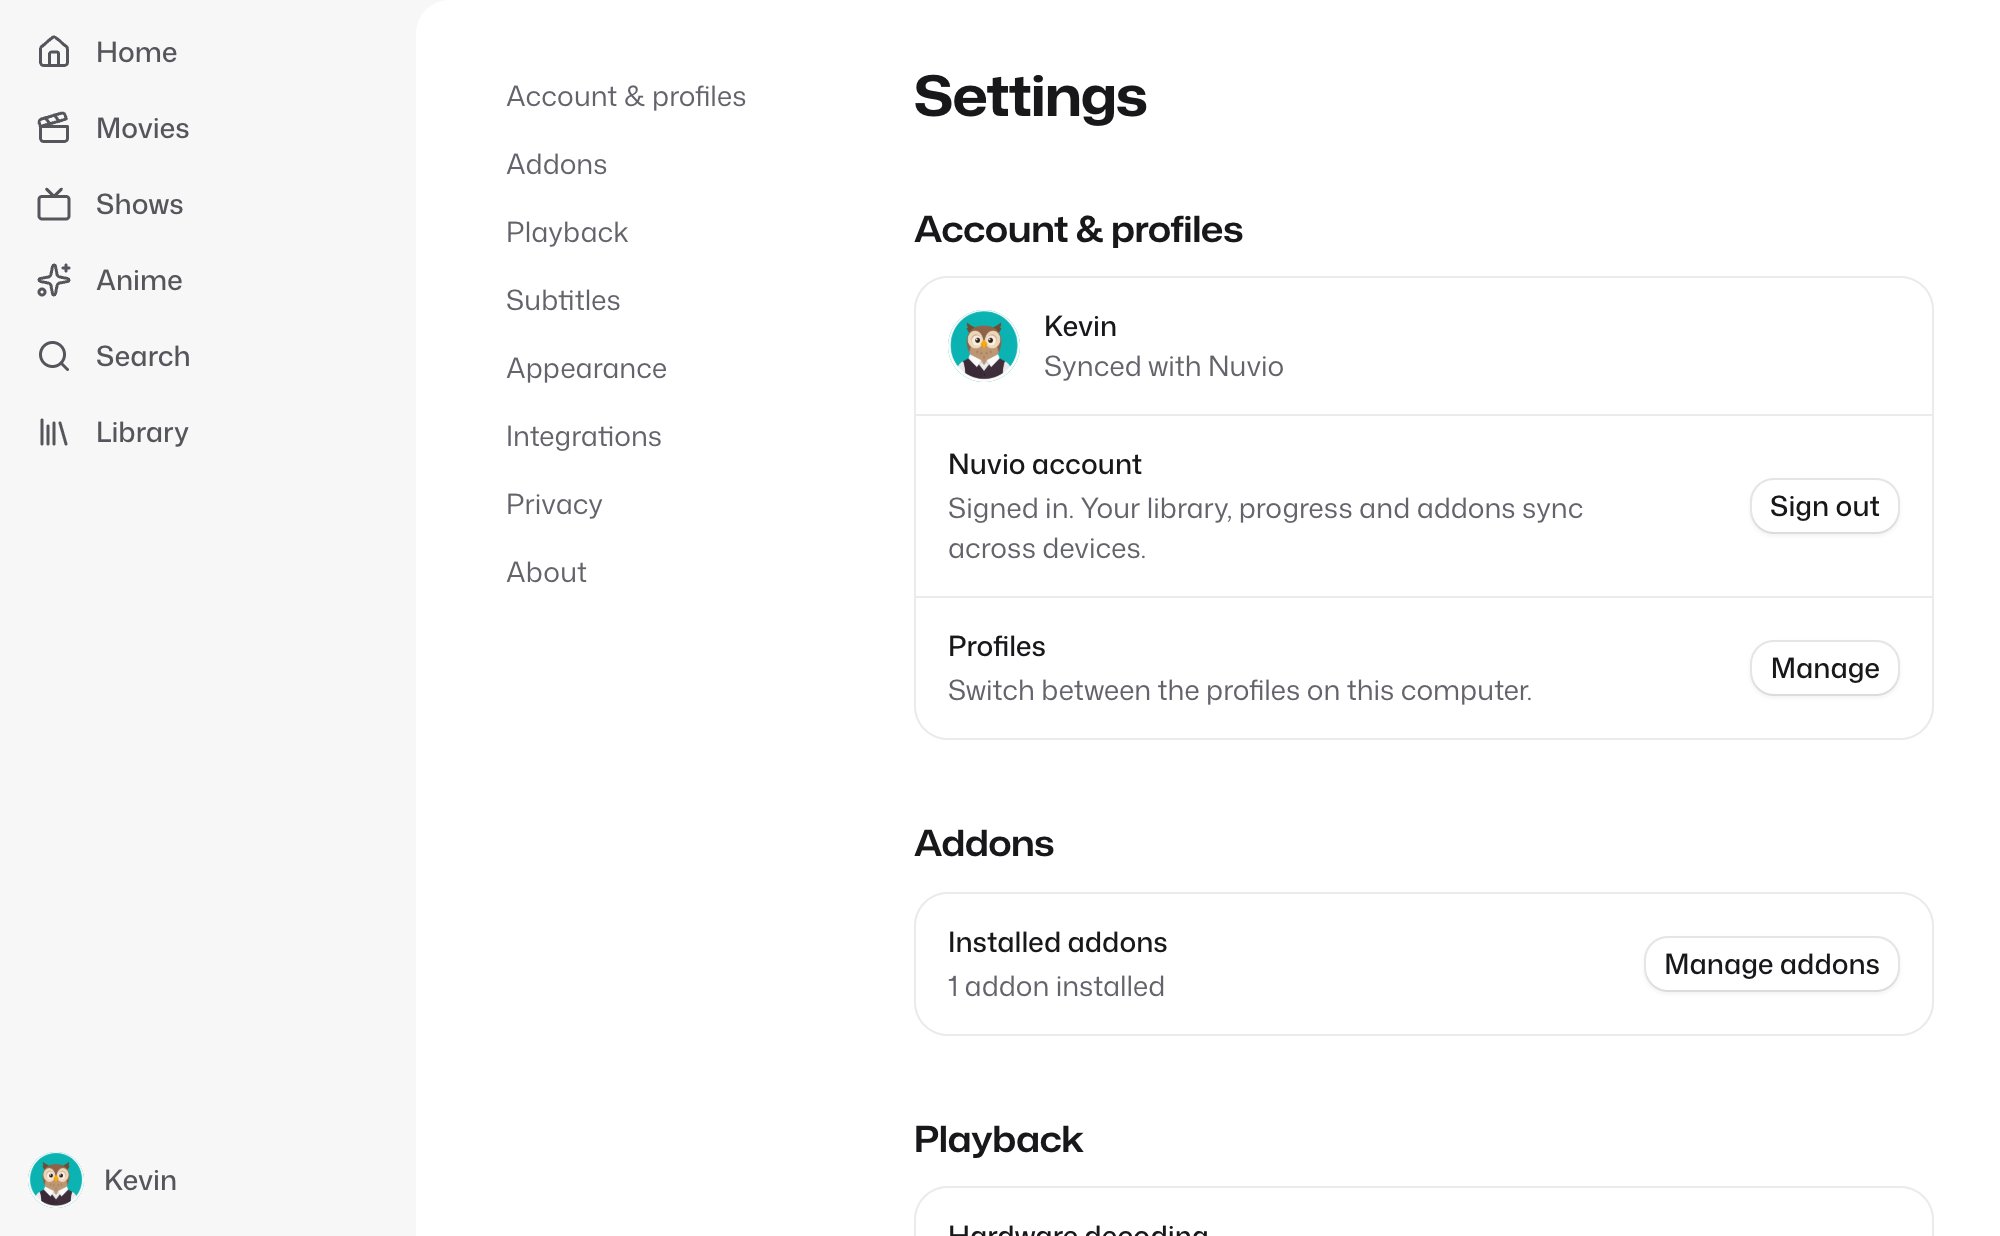 Home
Movies
Shows
Anime
Search
Library
Kevin
Account & profiles
Addons
Playback
Subtitles
Appearance
Integrations
Privacy
About
Settings
Account & profiles
Kevin
Synced with Nuvio
Nuvio account
Signed in. Your library, progress and addons sync
across devices.
Sign out
Profiles
Switch between the profiles on this computer.
Manage
Addons
Installed addons
1 addon installed
Manage addons
Playback
Hardware decoding